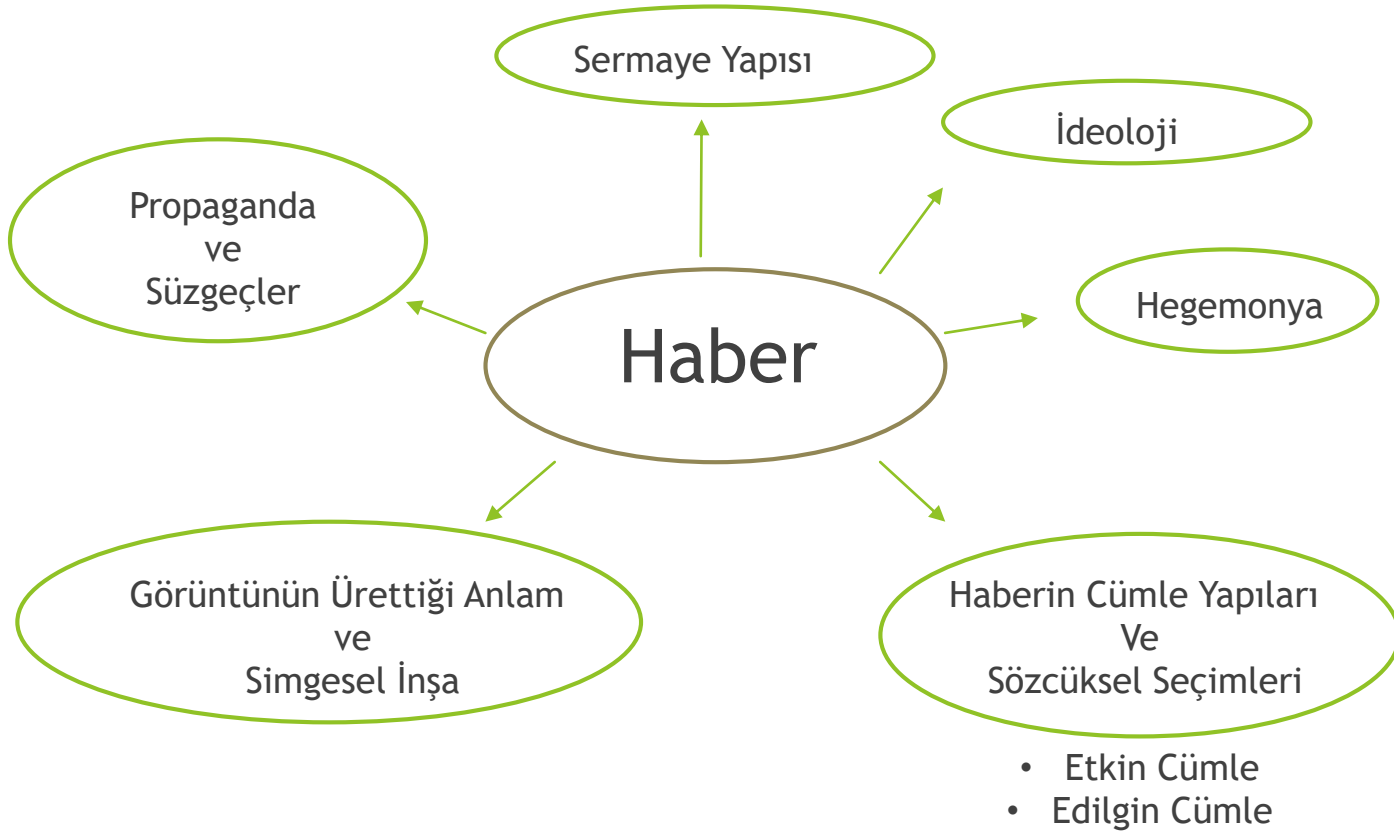 Sermaye Yapısı
İdeoloji
Propaganda
ve
Süzgeçler
Hegemonya
Haber
Görüntünün Ürettiği Anlam
ve
Simgesel İnşa
Haberin Cümle Yapıları
Ve
Sözcüksel Seçimleri
• Etkin Cümle
• Edilgin Cümle